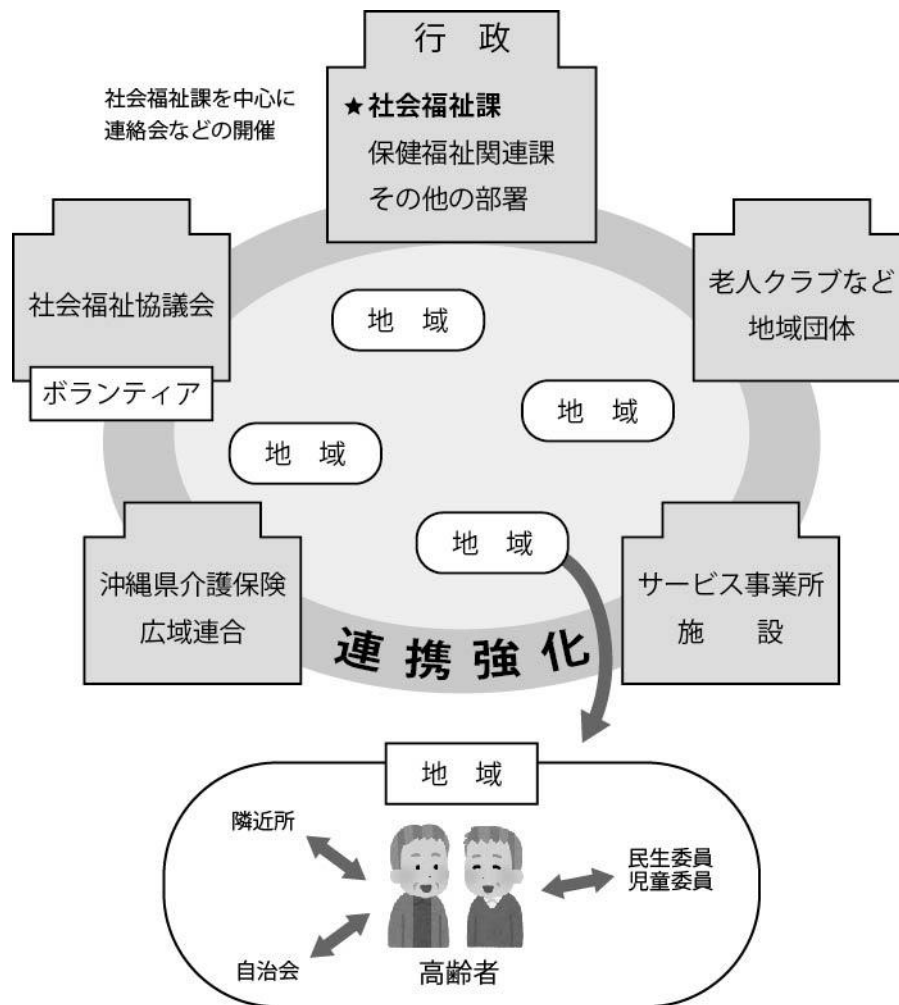 行 政
★社会福祉課
保健福祉関連課
その他の部署
社会福祉課を中心に
連絡会などの開催
社会福祉協議会
ボランティア
老人クラブなど
地域団体
地 域
地 域
地 域
地 域
沖縄県介護保険
広域連合
サービス事業所
施 設
連携強化
地 域
隣近所
民生委員
児童委員
自治会
高齢者